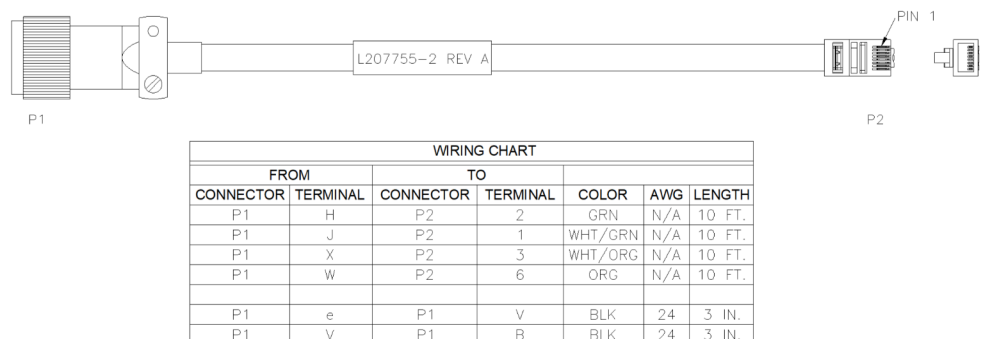 PIN 1
L207755-2 REV A
P1
P2
WIRING CHART
FROM TO
CONNECTOR TERMINAL CONNECTOR TERMINAL COLOR AWG LENGTH
P1 H P2 2 GRN N/A 10 FT.
P1 J P2 1 WHT/GRN N/A 10 FT.
P1 X P2 3 WHT/ORG N/A 10 FT.
P1 W P2 6 ORG N/A 10 FT.
P1 e P1 V BLK 24 3 IN.
P1 V P1 B BLK 24 3 IN.